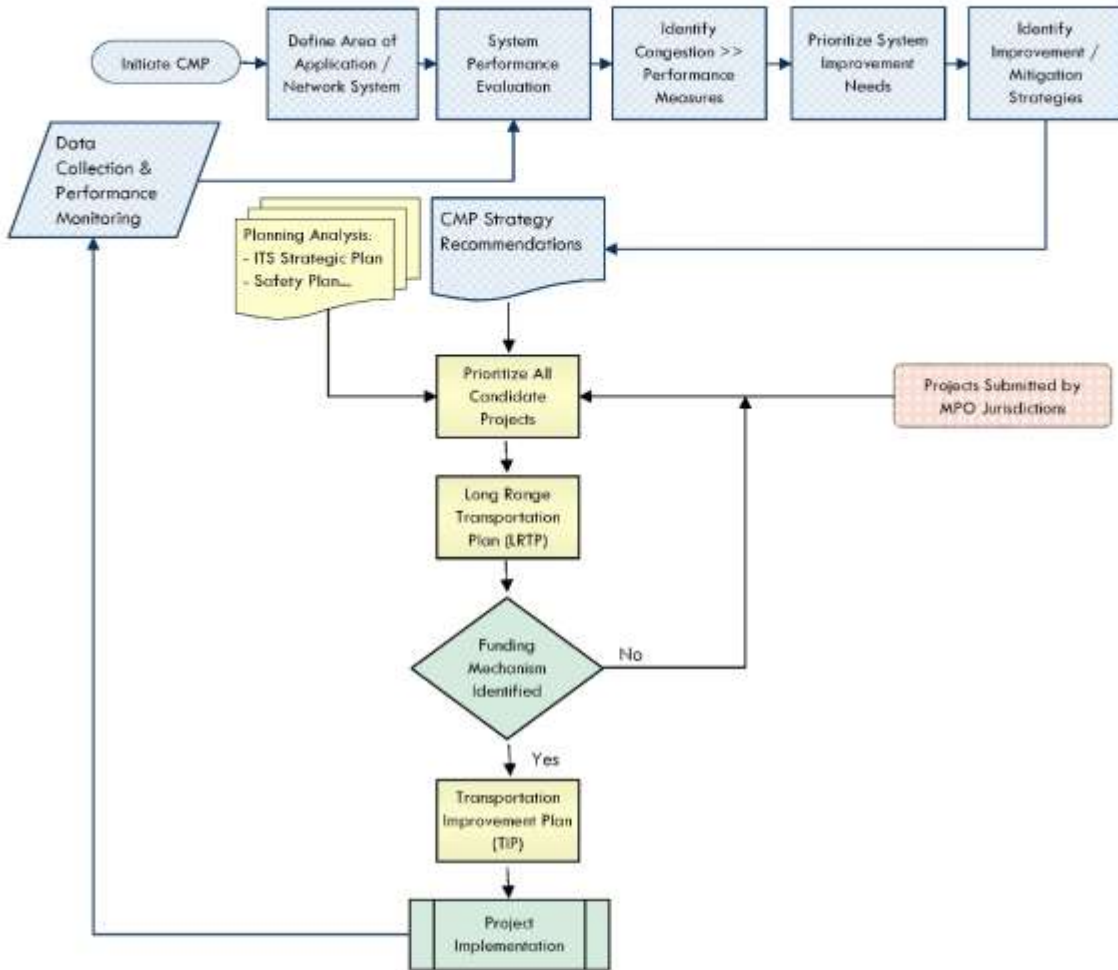 Initiate CMP
Define Area of
Application /
Network System
System
Performance
Evaluation
Identify
Congestion >>
Performance
Measures
Prioritize System
Improvement
Needs
Identify
Improvement /
Mitigation
Strategies
Data
Collection &
Performance
Monitoring
Planning Analysis:
- ITS Strategic Plan
- Safety Plan...
CMP Strategy
Recommendations
Prioritize All
Candidate
Projects
Projects Submitted by
MPO Jurisdictions
Long Range
Transportation
Plan (LRTP)
Funding
Mechanism
Identified
No
Yes
Transportation
Improvement Plan
(TIP)
Project
Implementation